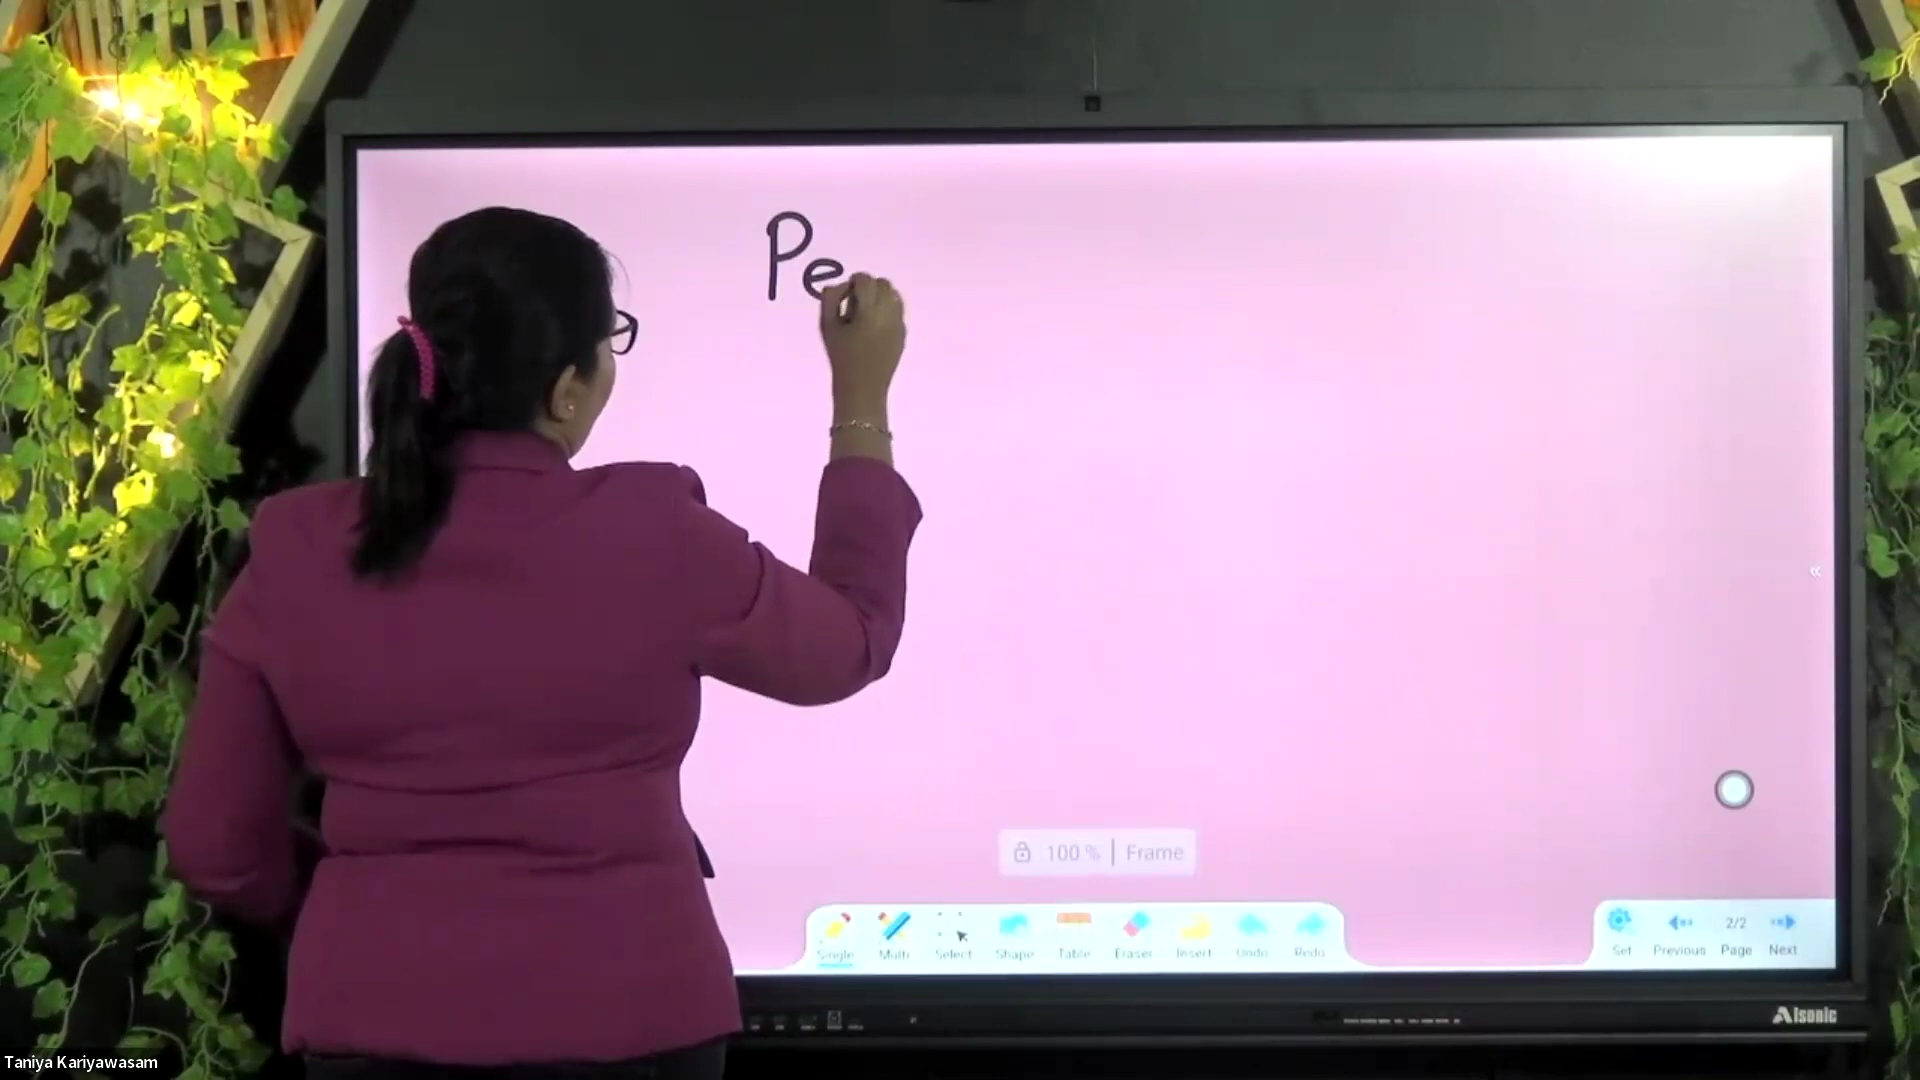 Pe
100 % | Frame
Single Multi Select Shape Table Eraser Insert Undo Redo
Set Previous 2/2 Page Next
Alsonic
Taniya Kariyawasam